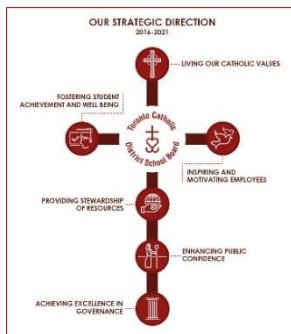 OUR STRATEGIC DIRECTION
2016-2021
LIVING OUR CATHOLIC VALUES
FOSTERING STUDENT
ACHIEVEMENT AND WELL BEING
Toronto Catholic
District School Board
INSPIRING AND
MOTIVATING EMPLOYEES
PROVIDING STEWARDSHIP
OF RESOURCES
ENHANCING PUBLIC
CONFIDENCE
ACHIEVING EXCELLENCE IN
GOVERNANCE